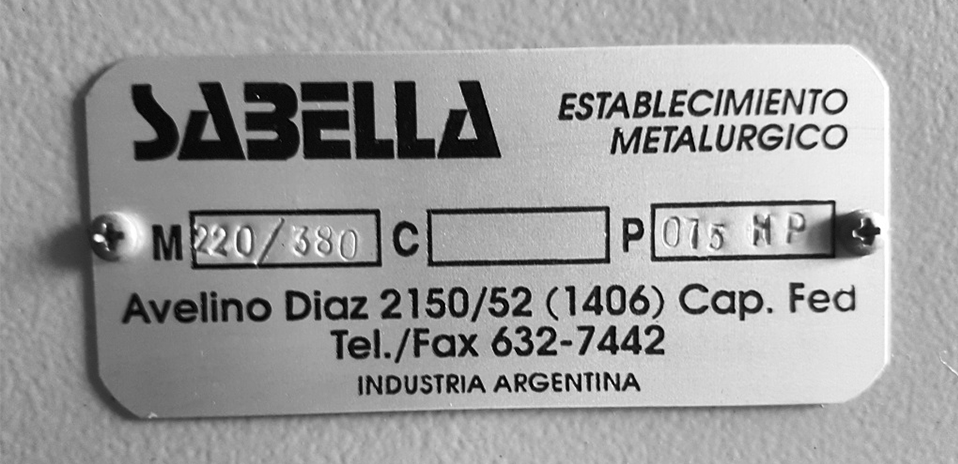 SABELLA
ESTABLECIMIENTO
METALURGICO
M 220/380 C P 075 HP
Avelino Diaz 2150/52 (1406) Cap. Fed
Tel./Fax 632-7442
INDUSTRIA ARGENTINA